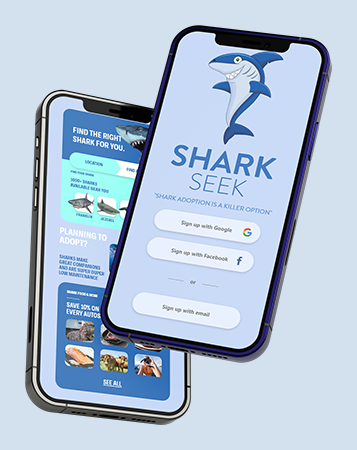 SHARK
SEEK
"SHARK ADOPTION IS A KILLER OPTION"
Sign up with Google
Sign up with Facebook
or
Sign up with email
FIND THE RIGHT
SHARK FOR YOU.
LOCATION
FIND YOUR SHARK
1000+ SHARKS
AVAILABLE NEAR YOU
FRANKLIN
PLANNING TO
ADOPT?
SHARKS MAKE
GREAT COMPANIONS
AND ARE SUPER DUPER
LOW MAINTENANCE
SHARK FOOD & MORE
SAVE 10% ON
EVERY AUTOS
SEE ALL